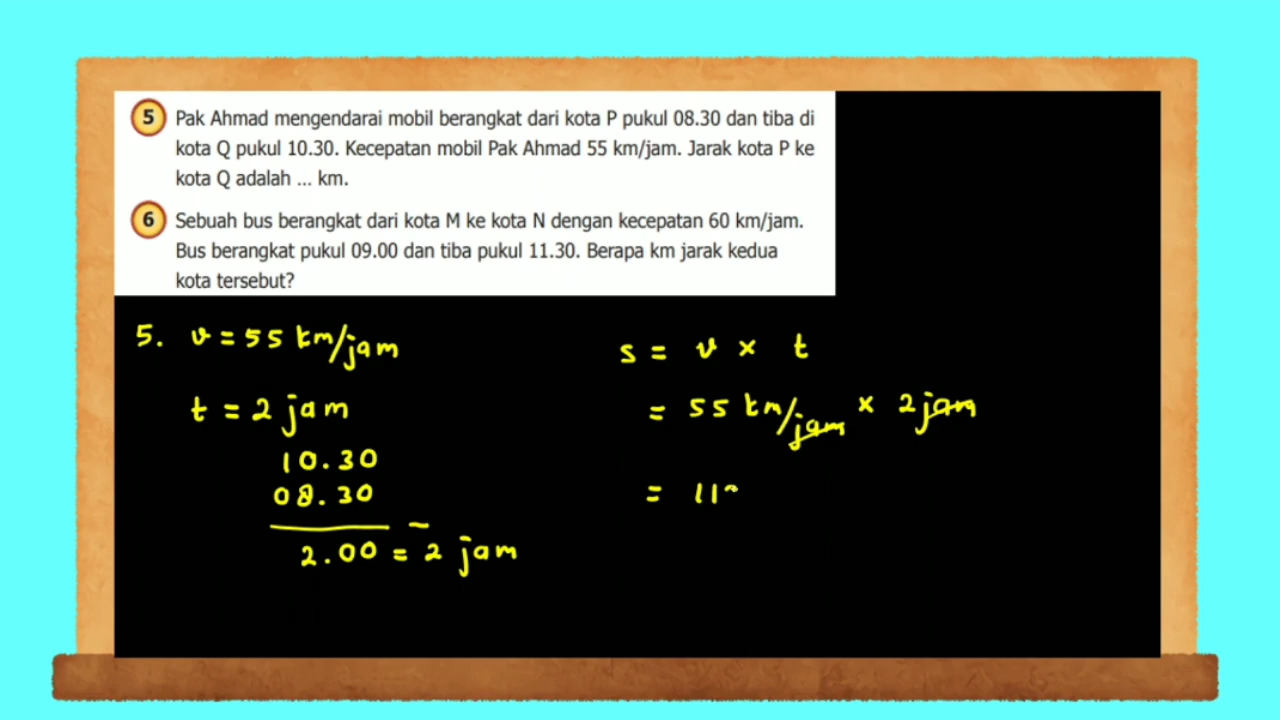 5 Pak Ahmad mengendarai mobil berangkat dari kota P pukul 08.30 dan tiba di
kota Q pukul 10.30. Kecepatan mobil Pak Ahmad 55 km/jam. Jarak kota P ke
kota Q adalah ... km.
6 Sebuah bus berangkat dari kota M ke kota N dengan kecepatan 60 km/jam.
Bus berangkat pukul 09.00 dan tiba pukul 11.30. Berapa km jarak kedua
kota tersebut?
5. v = 55 km/jam
t = 2 jam
10.30
08.30
2.00 = 2 jam
s = v × t
= 55 km/jam × 2 jam
= 11